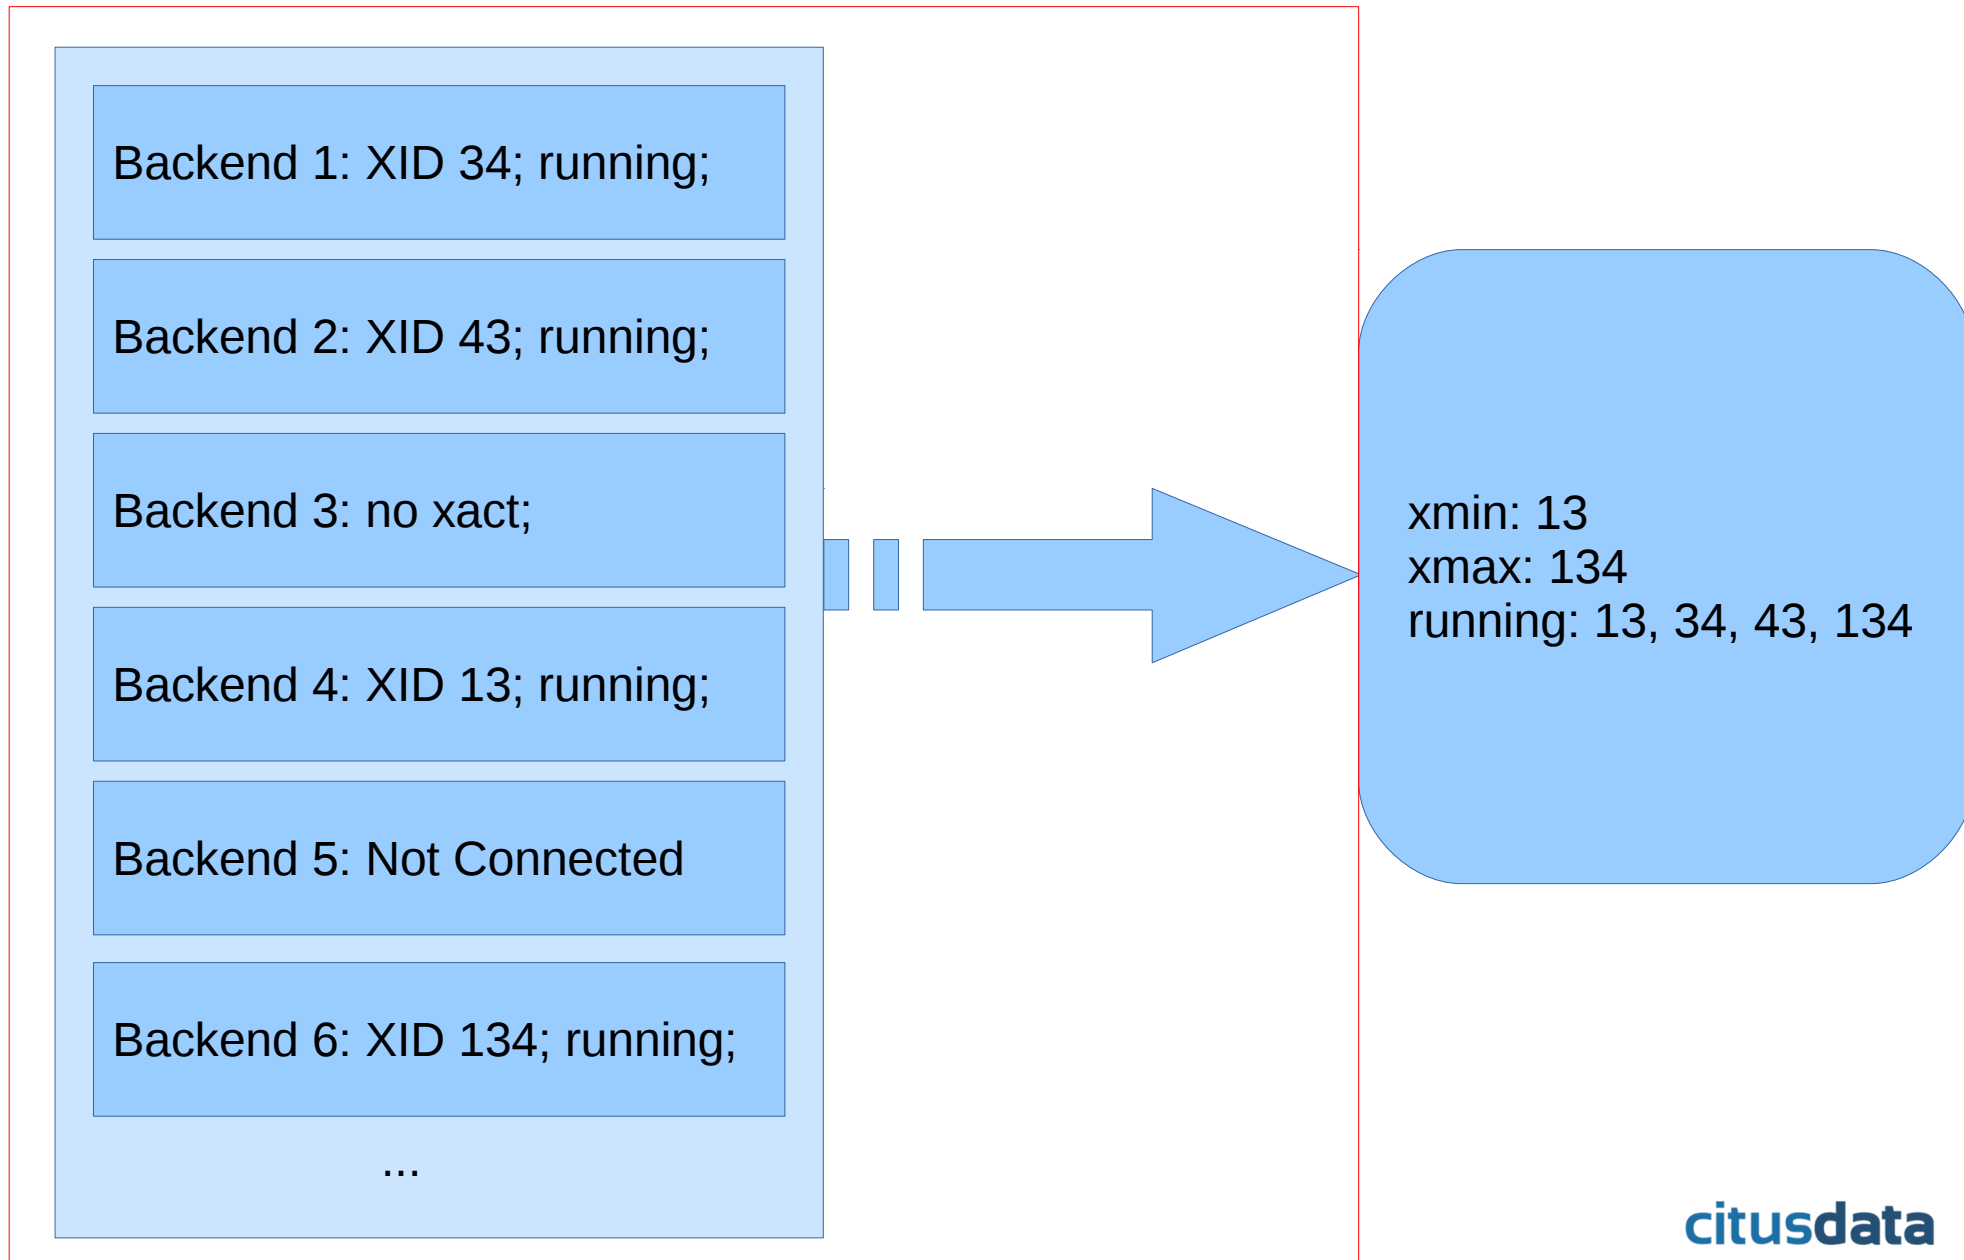 Backend 1: XID 34; running;
Backend 2: XID 43; running;
Backend 3: no xact;
Backend 4: XID 13; running;
Backend 5: Not Connected
Backend 6: XID 134; running;
...
xmin: 13
xmax: 134
running: 13, 34, 43, 134
citusdata